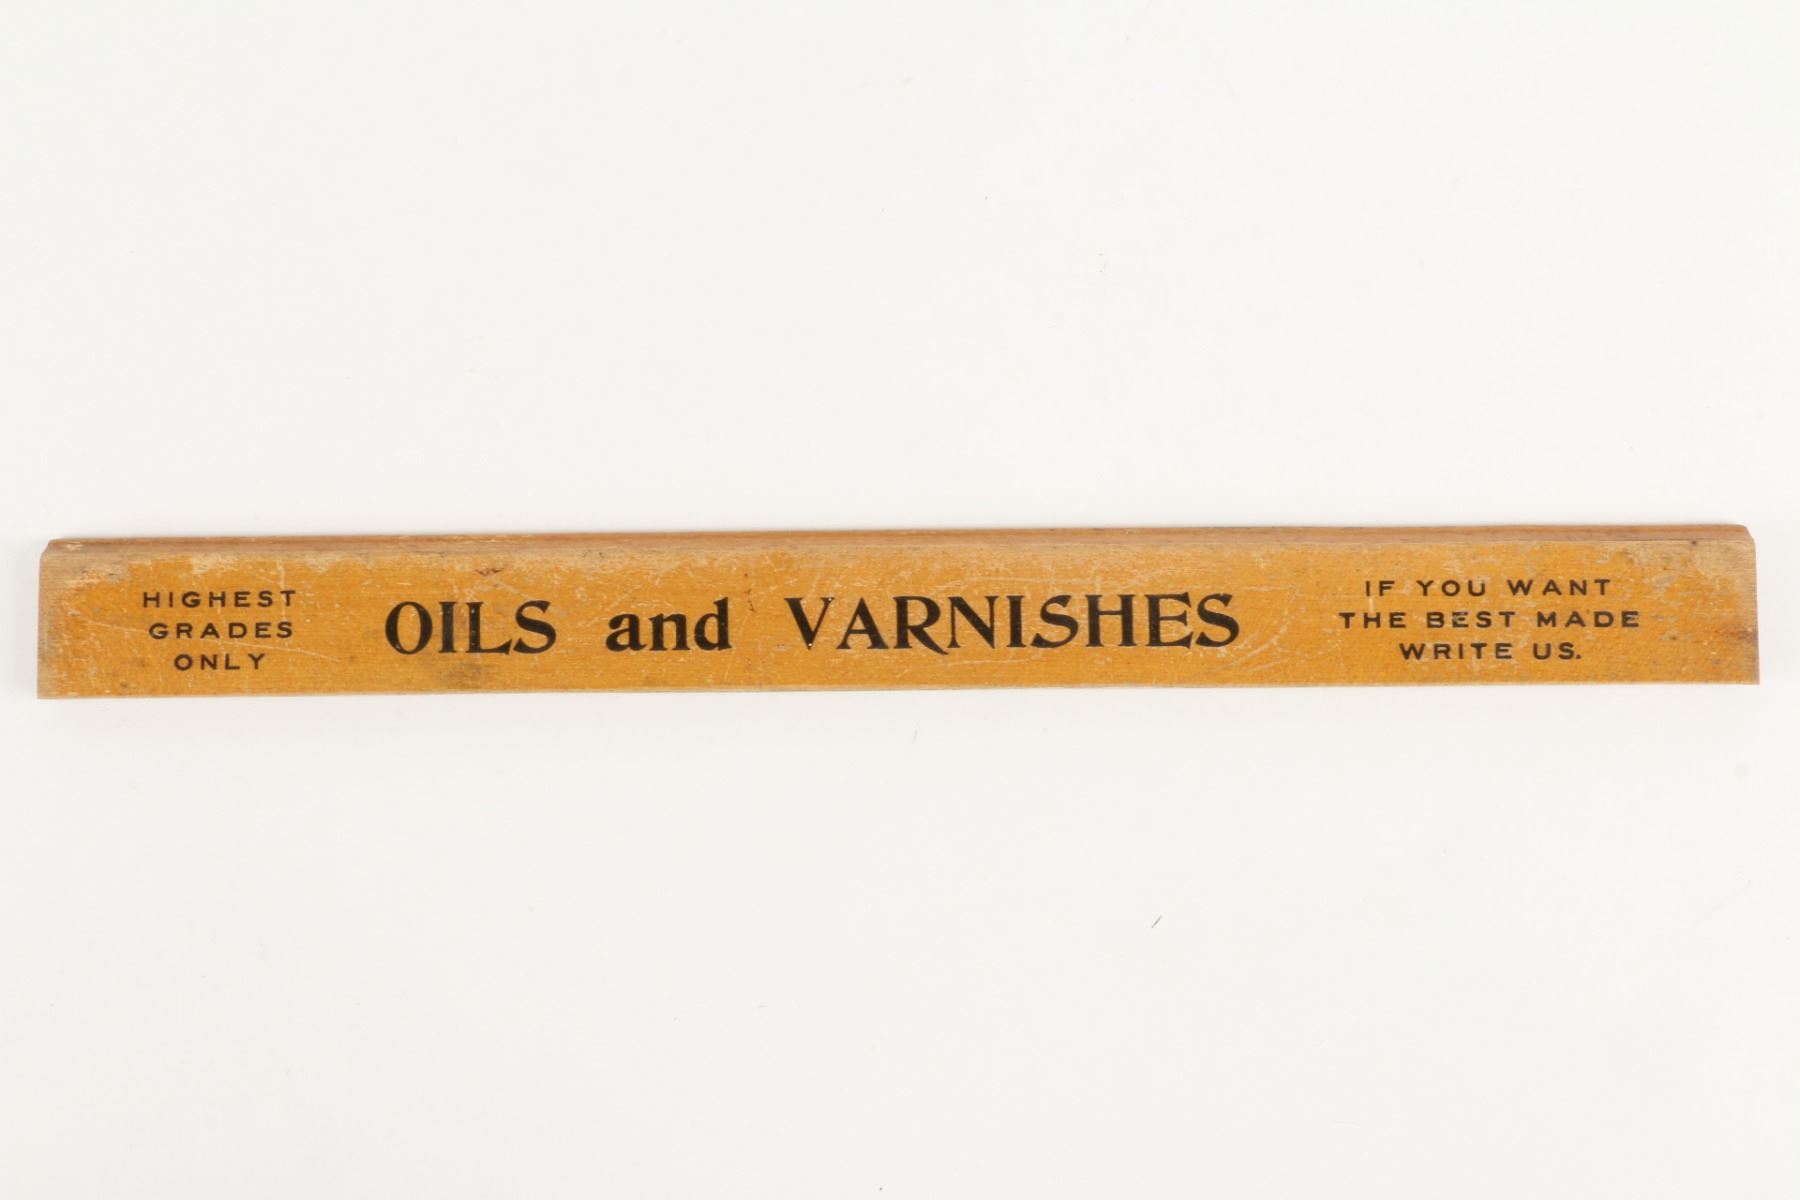 HIGHEST
GRADES
ONLY
OILS and VARNISHES
IF YOU WANT
THE BEST MADE
WRITE US.